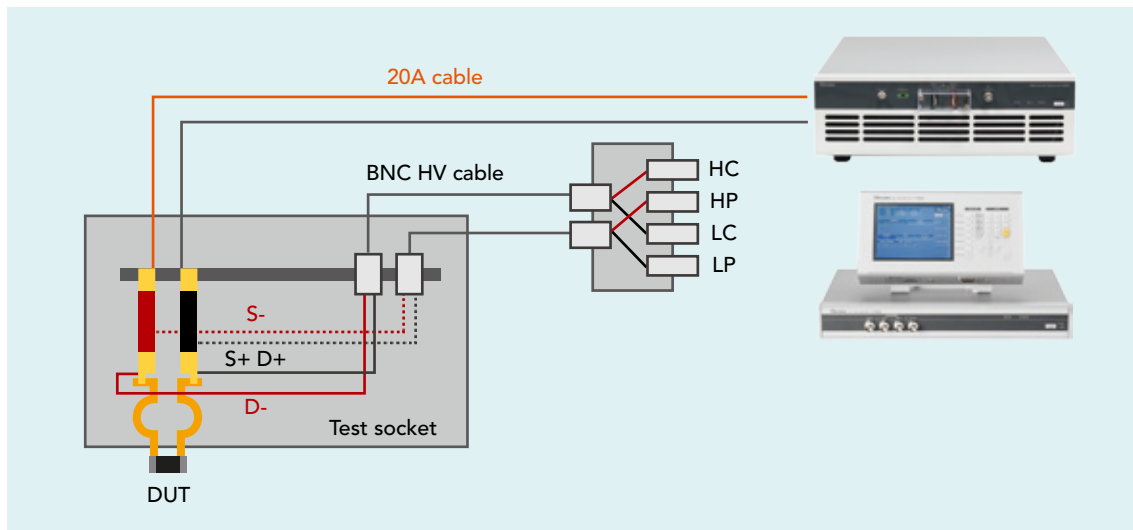 20A cable
BNC HV cable
HC
HP
LC
LP
S-
S+ D+
D-
Test socket
DUT